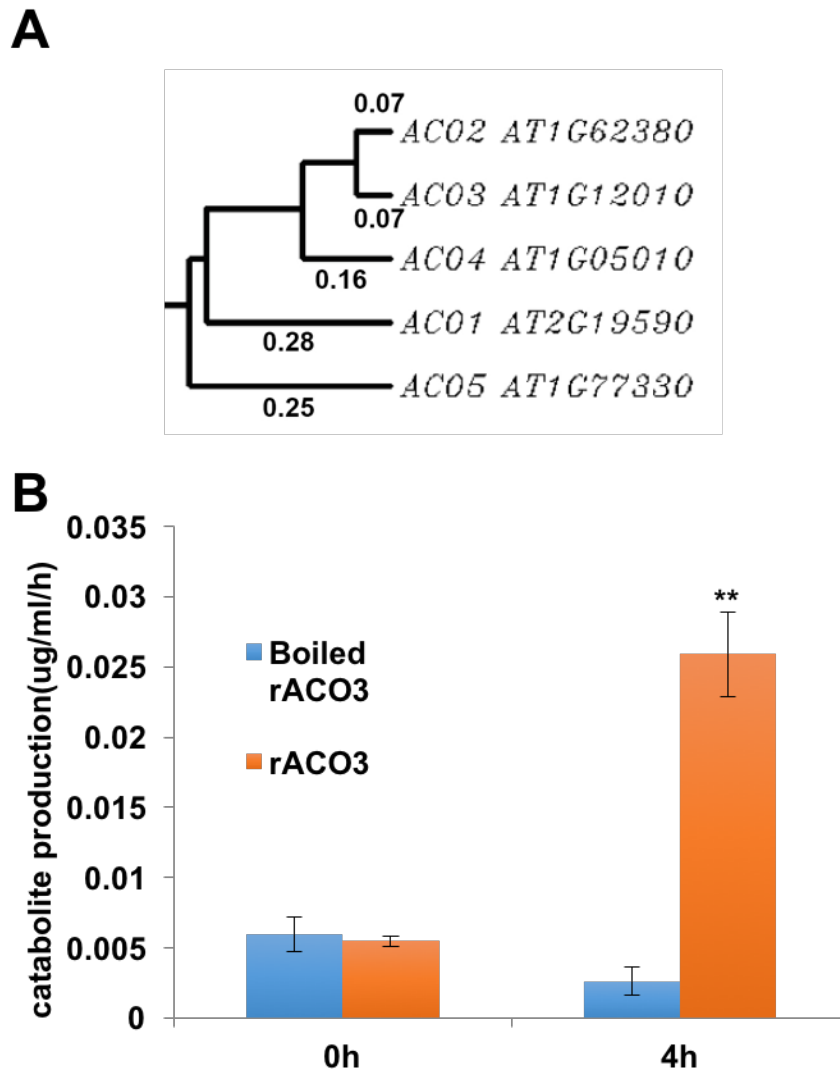 A
0.07
ACO2 AT1G62380
ACO3 AT1G12010
0.07
ACO4 AT1G05010
0.16
ACO1 AT2G19590
0.28
ACO5 AT1G77330
0.25
B
catabolite production(ug/ml/h)
0.035
0.03
0.025
0.02
0.015
0.01
0.005
0
Boiled
rACO3
rACO3
**
0h
4h